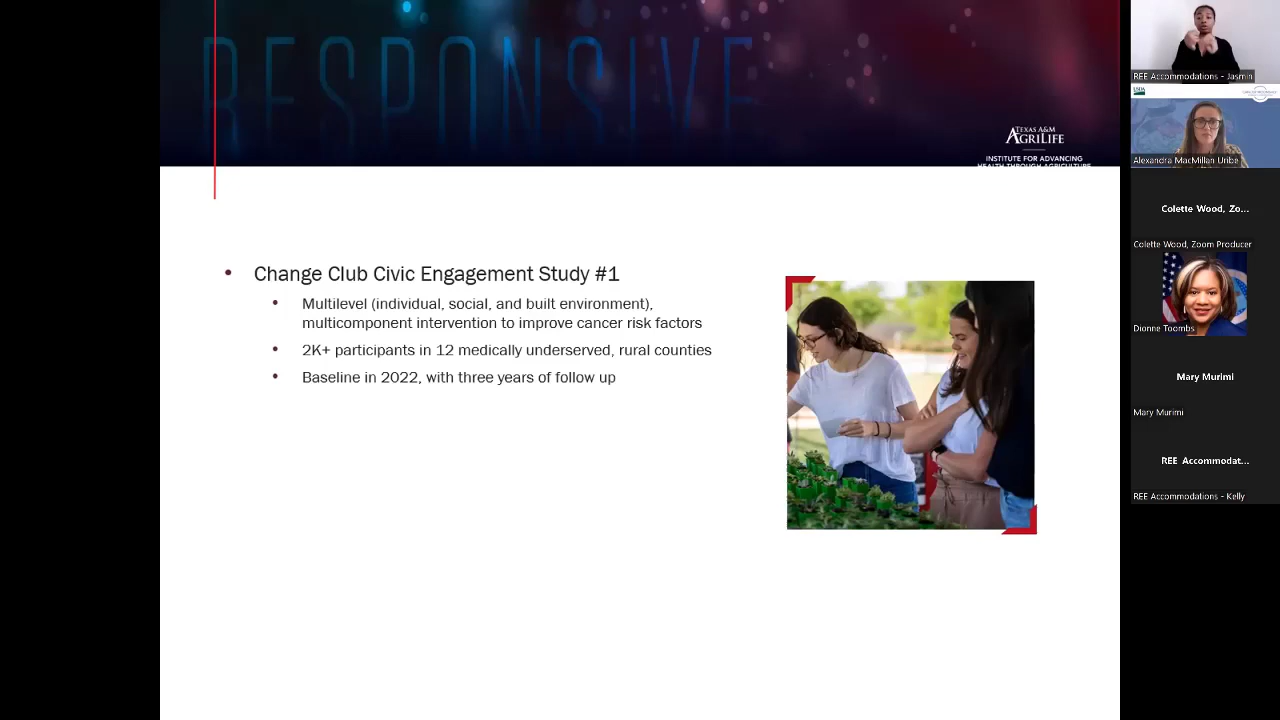 RESPONSIVE
TEXAS A&M
AGRILIFE
INSTITUTE FOR ADVANCING
HEALTH THROUGH AGRICULTURE
• Change Club Civic Engagement Study #1
• Multilevel (individual, social, and built environment),
multicomponent intervention to improve cancer risk factors
• 2K+ participants in 12 medically underserved, rural counties
• Baseline in 2022, with three years of follow up
REE Accommodations - Jasmin
USDA
Alexandra MacMillan Uribe
Colette Wood, Zo...
Colette Wood, Zoom Producer
Dionne Toombs
Mary Murimi
Mary Murimi
REE Accommodat...
REE Accommodations - Kelly